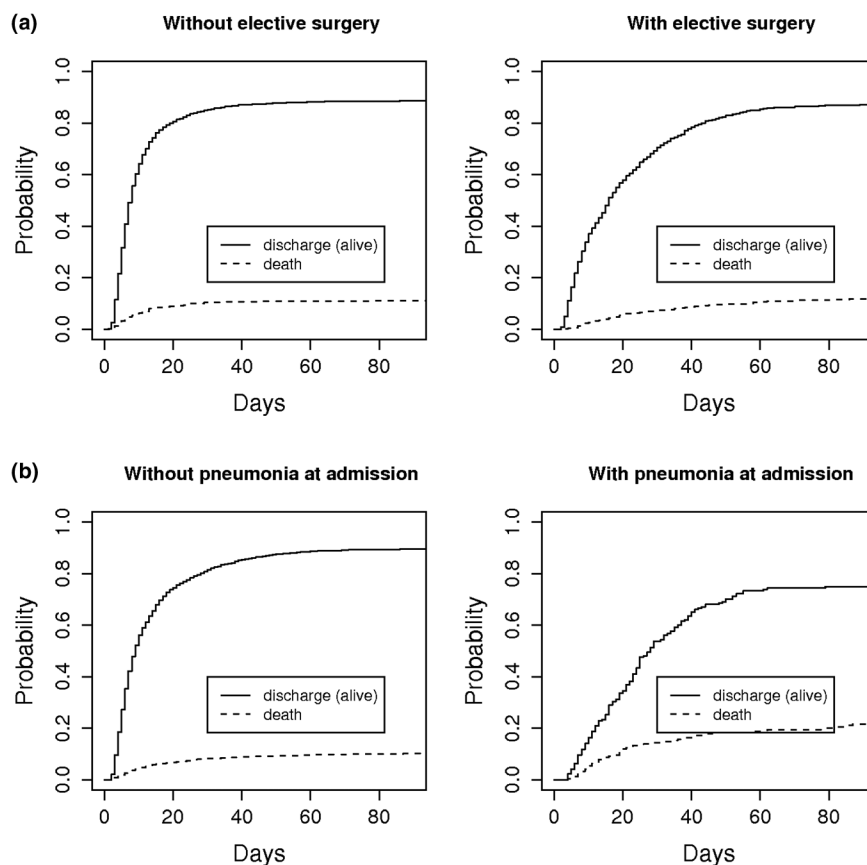 (a)
Without elective surgery
Probability
0.0 0.2 0.4 0.6 0.8 1.0
discharge (alive)
death
0 20 40 60 80
Days
With elective surgery
Probability
0.0 0.2 0.4 0.6 0.8 1.0
discharge (alive)
death
0 20 40 60 80
Days
(b)
Without pneumonia at admission
Probability
0.0 0.2 0.4 0.6 0.8 1.0
discharge (alive)
death
0 20 40 60 80
Days
With pneumonia at admission
Probability
0.0 0.2 0.4 0.6 0.8 1.0
discharge (alive)
death
0 20 40 60 80
Days